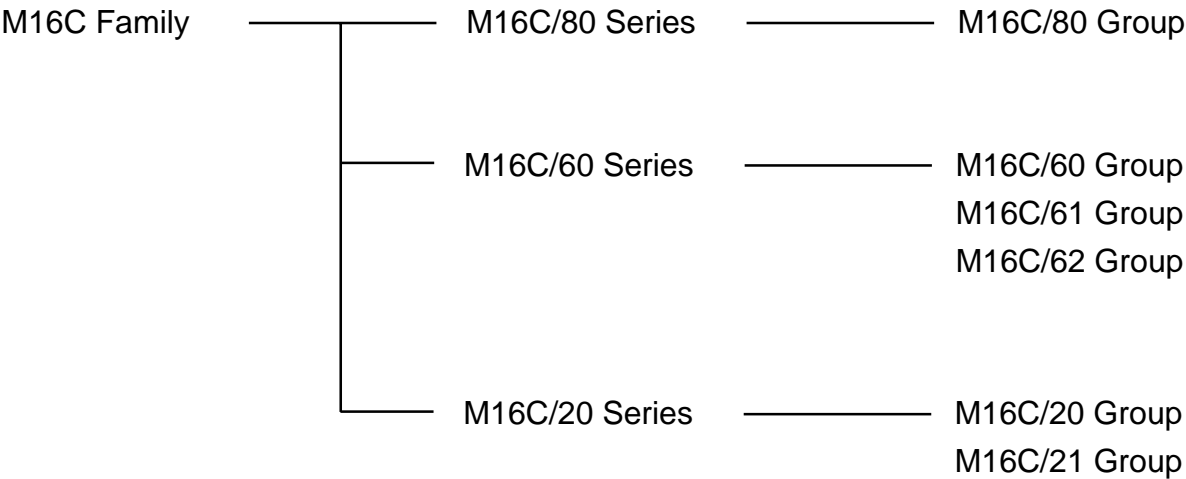 M16C Family M16C/80 Series M16C/80 Group
M16C/60 Series M16C/60 Group
M16C/61 Group
M16C/62 Group
M16C/20 Series M16C/20 Group
M16C/21 Group